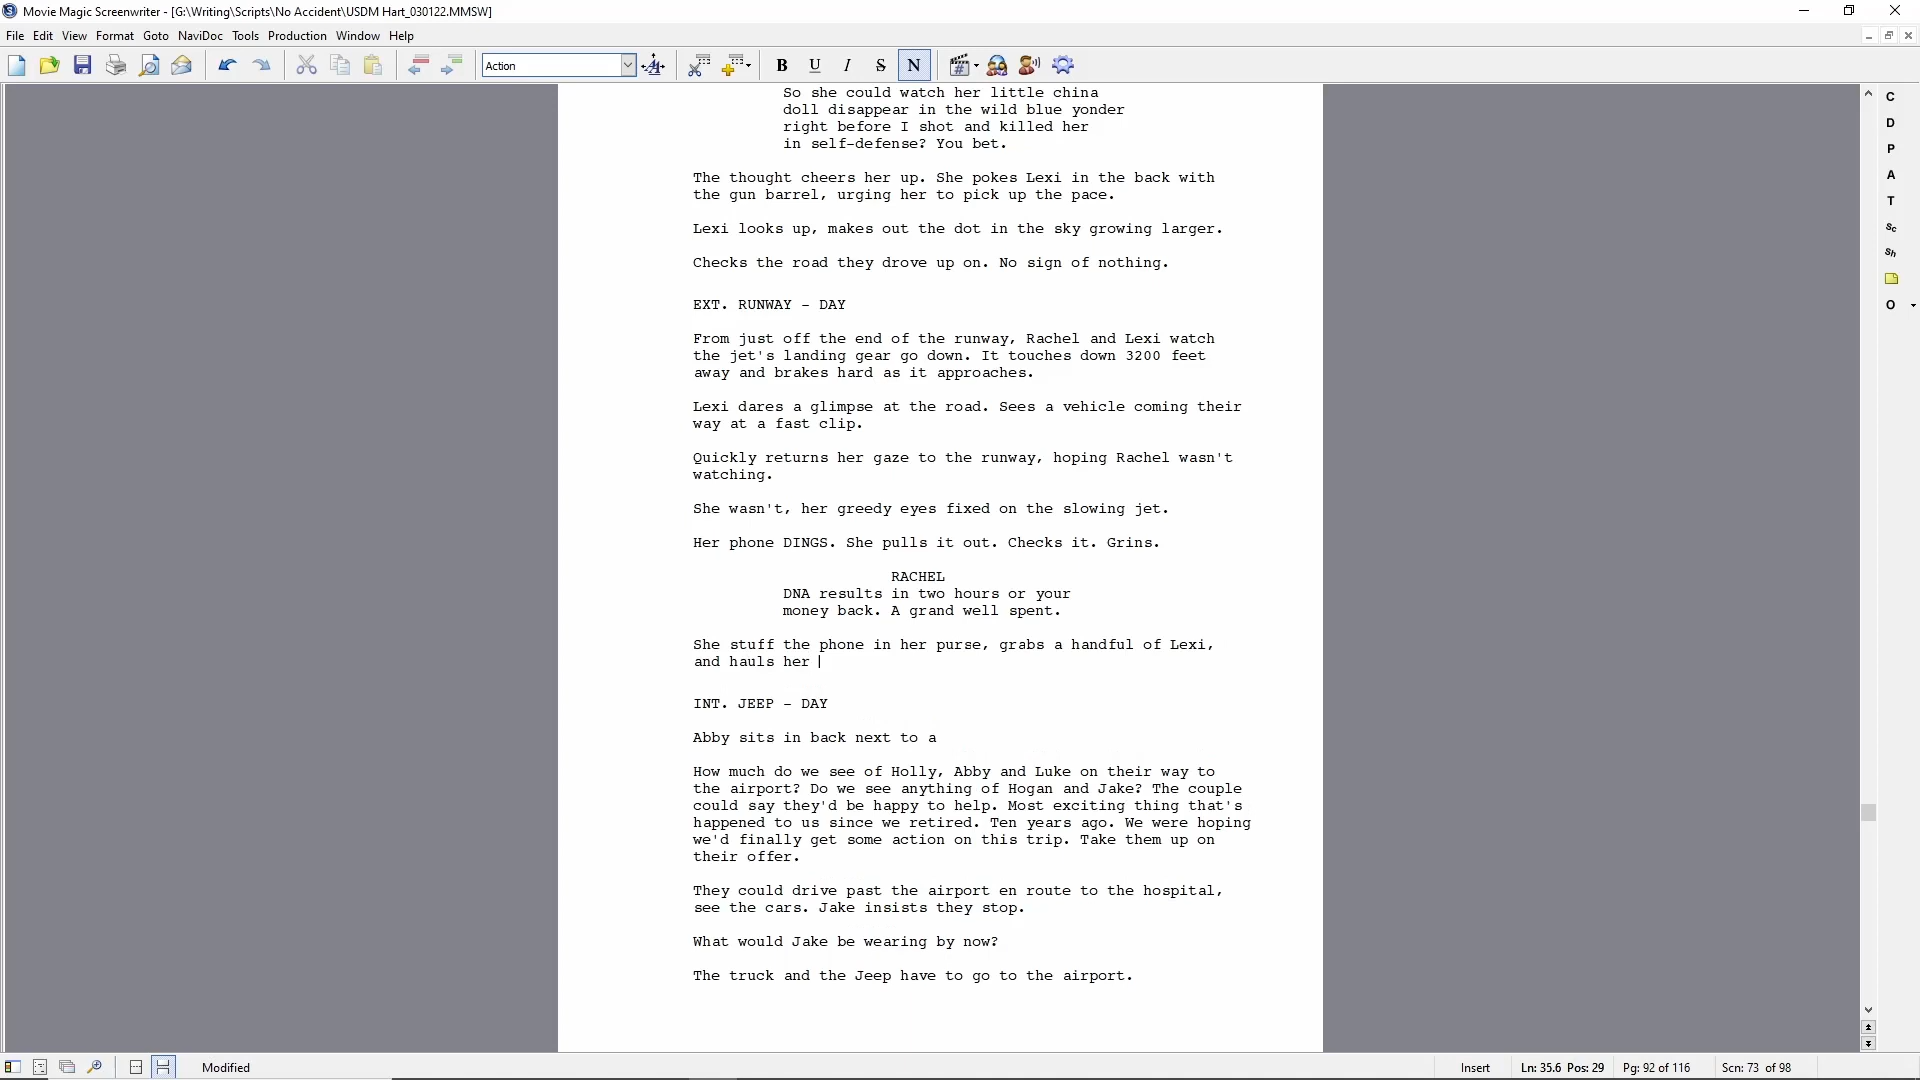 Movie Magic Screenwriter - [G:\Writing\Scripts\No Accident\USDM Hart_030122.MMSW]
File Edit View Format Goto NaviDoc Tools Production Window Help
Action B U I S N
So she could watch her little china
doll disappear in the wild blue yonder
right before I shot and killed her
in self-defense? You bet.
The thought cheers her up. She pokes Lexi in the back with
the gun barrel, urging her to pick up the pace.
Lexi looks up, makes out the dot in the sky growing larger.
Checks the road they drove up on. No sign of nothing.
EXT. RUNWAY - DAY
From just off the end of the runway, Rachel and Lexi watch
the jet's landing gear go down. It touches down 3200 feet
away and brakes hard as it approaches.
Lexi dares a glimpse at the road. Sees a vehicle coming their
way at a fast clip.
Quickly returns her gaze to the runway, hoping Rachel wasn't
watching.
She wasn't, her greedy eyes fixed on the slowing jet.
Her phone DINGS. She pulls it out. Checks it. Grins.
RACHEL
DNA results in two hours or your
money back. A grand well spent.
She stuff the phone in her purse, grabs a handful of Lexi,
and hauls her
INT. JEEP - DAY
Abby sits in back next to a
How much do we see of Holly, Abby and Luke on their way to
the airport? Do we see anything of Hogan and Jake? The couple
could say they'd be happy to help. Most exciting thing that's
happened to us since we retired. Ten years ago. We were hoping
we'd finally get some action on this trip. Take them up on
their offer.
They could drive past the airport en route to the hospital,
see the cars. Jake insists they stop.
What would Jake be wearing by now?
The truck and the Jeep have to go to the airport.
C
D
P
A
T
Sc
Sh
O
Modified Insert Ln: 35.6 Pos: 29 Pg: 92 of 116 Scn: 73 of 98